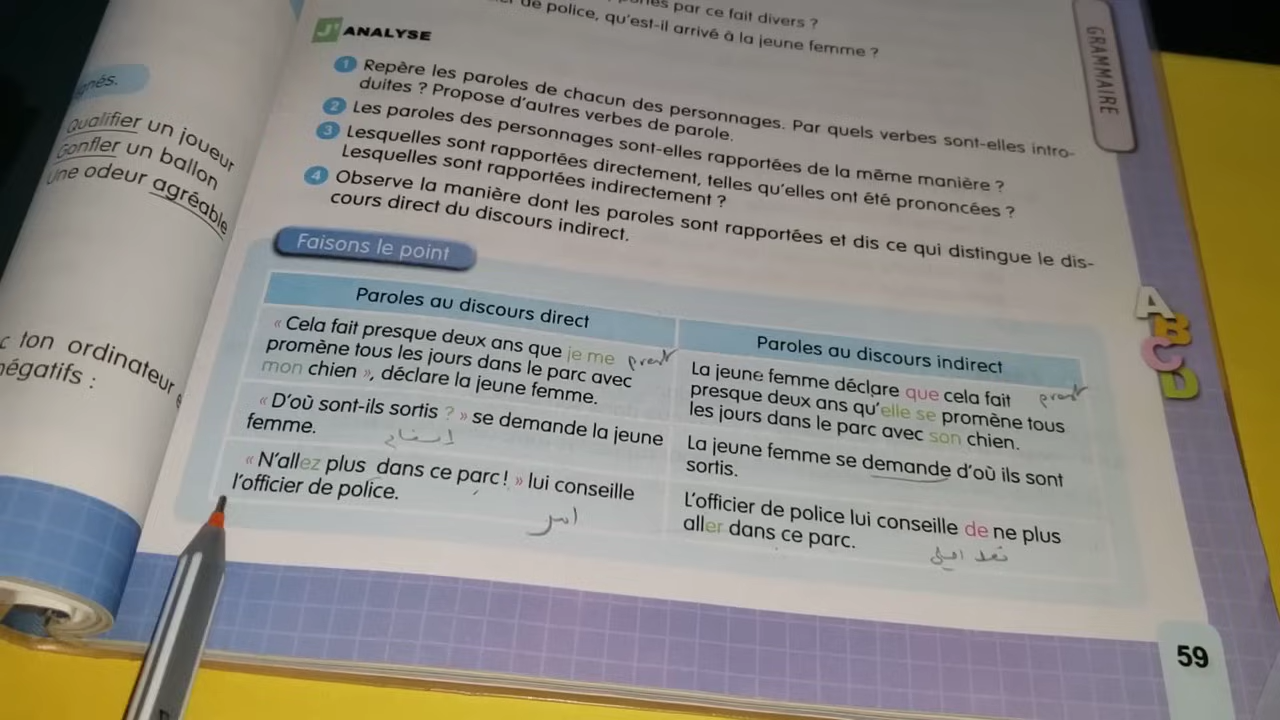 par ce fait divers ?
de police, qu'est-il arrivé à la jeune femme ?
J' ANALYSE
1 Repère les paroles de chacun des personnages. Par quels verbes sont-elles intro-
duites ? Propose d'autres verbes de parole.
2 Les paroles des personnages sont-elles rapportées de la même manière ?
3 Lesquelles sont rapportées directement, telles qu'elles ont été prononcées ?
Lesquelles sont rapportées indirectement ?
4 Observe la manière dont les paroles sont rapportées et dis ce qui distingue le dis-
cours direct du discours indirect.
Faisons le point
Paroles au discours direct
« Cela fait presque deux ans que je me
promène tous les jours dans le parc avec
mon chien », déclare la jeune femme.
« D'où sont-ils sortis ? » se demande la jeune
femme.
« N'allez plus dans ce parc! » lui conseille
l'officier de police.
Paroles au discours indirect
La jeune femme déclare que cela fait
presque deux ans qu'elle se promène tous
les jours dans le parc avec son chien.
La jeune femme se demande d'où ils sont
sortis.
L'officier de police lui conseille de ne plus
aller dans ce parc.
Qualifier un joueur
Gonfler un ballon
Une odeur agréable
ton ordinateur
négatifs :
GRAMMAIRE
A
B
C
D
59